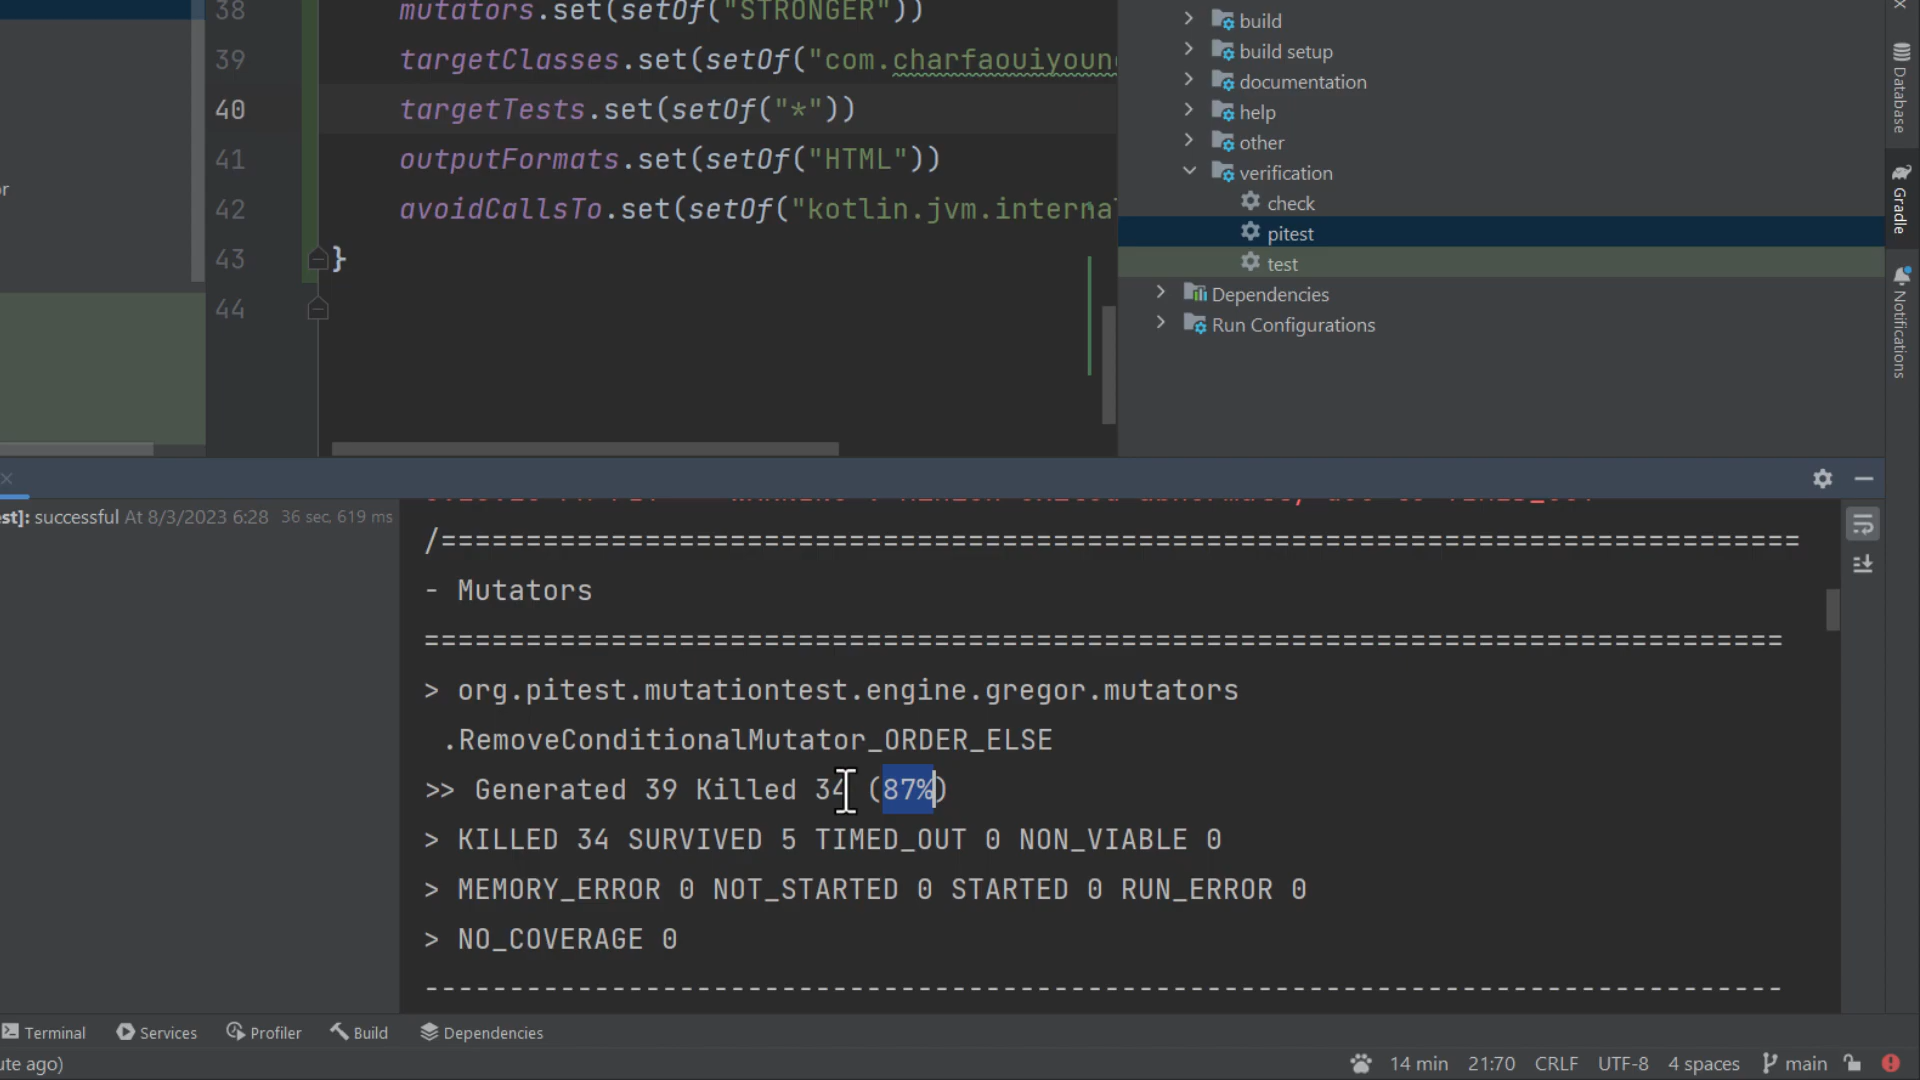 38 mutators.set(setOf("STRONGER"))
39 targetClasses.set(setOf("com.charfaouiyoun
40 targetTests.set(setOf("*"))
41 outputFormats.set(setOf("HTML"))
42 avoidCallsTo.set(setOf("kotlin.jvm.interna
43 }
44
build
build setup
documentation
help
other
verification
check
pitest
test
Dependencies
Run Configurations
Database
Gradle
Notifications
est]: successful At 8/3/2023 6:28 36 sec, 619 ms
/================================================================================
- Mutators
================================================================================
> org.pitest.mutationtest.engine.gregor.mutators
.RemoveConditionalMutator_ORDER_ELSE
>> Generated 39 Killed 34 (87%)
> KILLED 34 SURVIVED 5 TIMED_OUT 0 NON_VIABLE 0
> MEMORY_ERROR 0 NOT_STARTED 0 STARTED 0 RUN_ERROR 0
> NO_COVERAGE 0
--------------------------------------------------------------------------------
Terminal Services Profiler Build Dependencies
ute ago) 14 min 21:70 CRLF UTF-8 4 spaces main